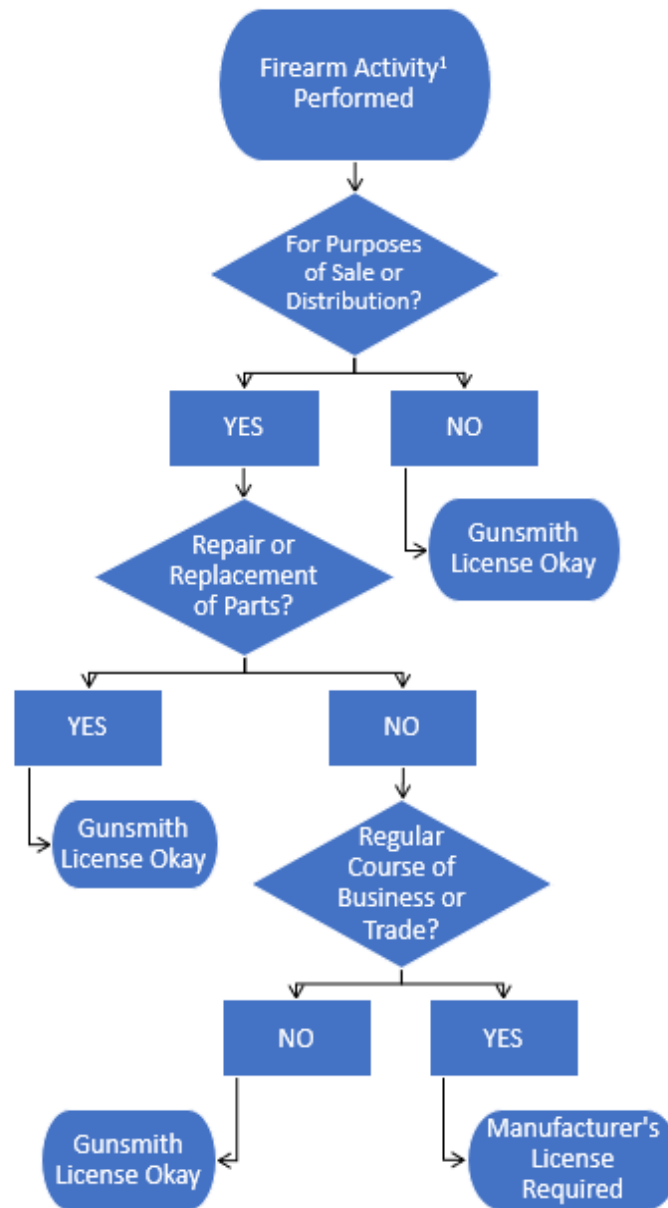 Firearm Activity¹
Performed
For Purposes
of Sale or
Distribution?
YES
NO
Gunsmith
License Okay
Repair or
Replacement
of Parts?
YES
NO
Gunsmith
License Okay
Regular
Course of
Business or
Trade?
NO
YES
Gunsmith
License Okay
Manufacturer's
License
Required